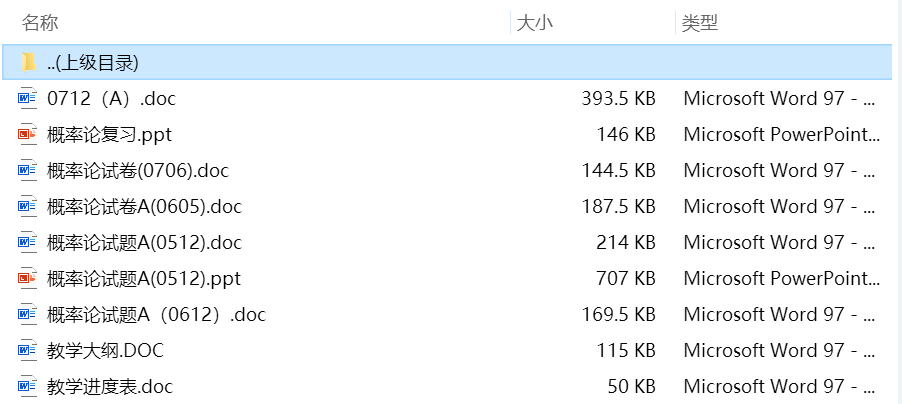 名称 大小 类型
..(上级目录)
0712（A）.doc 393.5 KB Microsoft Word 97 - ...
概率论复习.ppt 146 KB Microsoft PowerPoint...
概率论试卷(0706).doc 144.5 KB Microsoft Word 97 - ...
概率论试卷A(0605).doc 187.5 KB Microsoft Word 97 - ...
概率论试题A(0512).doc 214 KB Microsoft Word 97 - ...
概率论试题A(0512).ppt 707 KB Microsoft PowerPoint...
概率论试题A（0612）.doc 169.5 KB Microsoft Word 97 - ...
教学大纲.DOC 115 KB Microsoft Word 97 - ...
教学进度表.doc 50 KB Microsoft Word 97 - ...